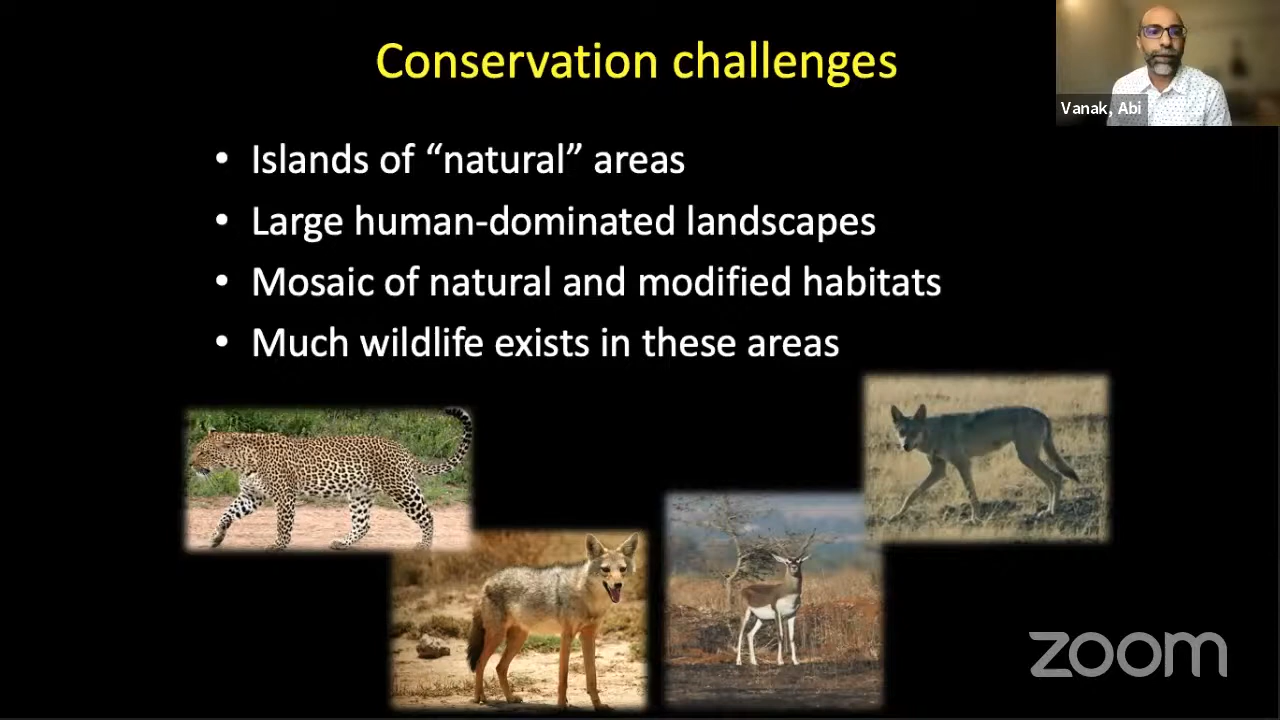 Conservation challenges
Vanak, Abi
• Islands of “natural” areas
• Large human-dominated landscapes
• Mosaic of natural and modified habitats
• Much wildlife exists in these areas
zoom